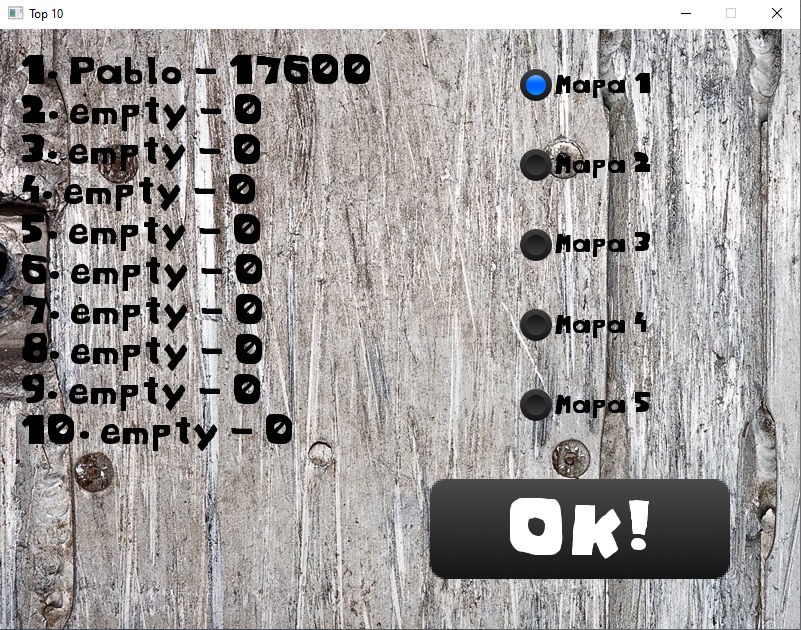 Top 10
1. Pablo - 17600
2. empty - 0
3. empty - 0
4. empty - 0
5. empty - 0
6. empty - 0
7. empty - 0
8. empty - 0
9. empty - 0
10. empty - 0
Mapa 1
Mapa 2
Mapa 3
Mapa 4
Mapa 5
OK!